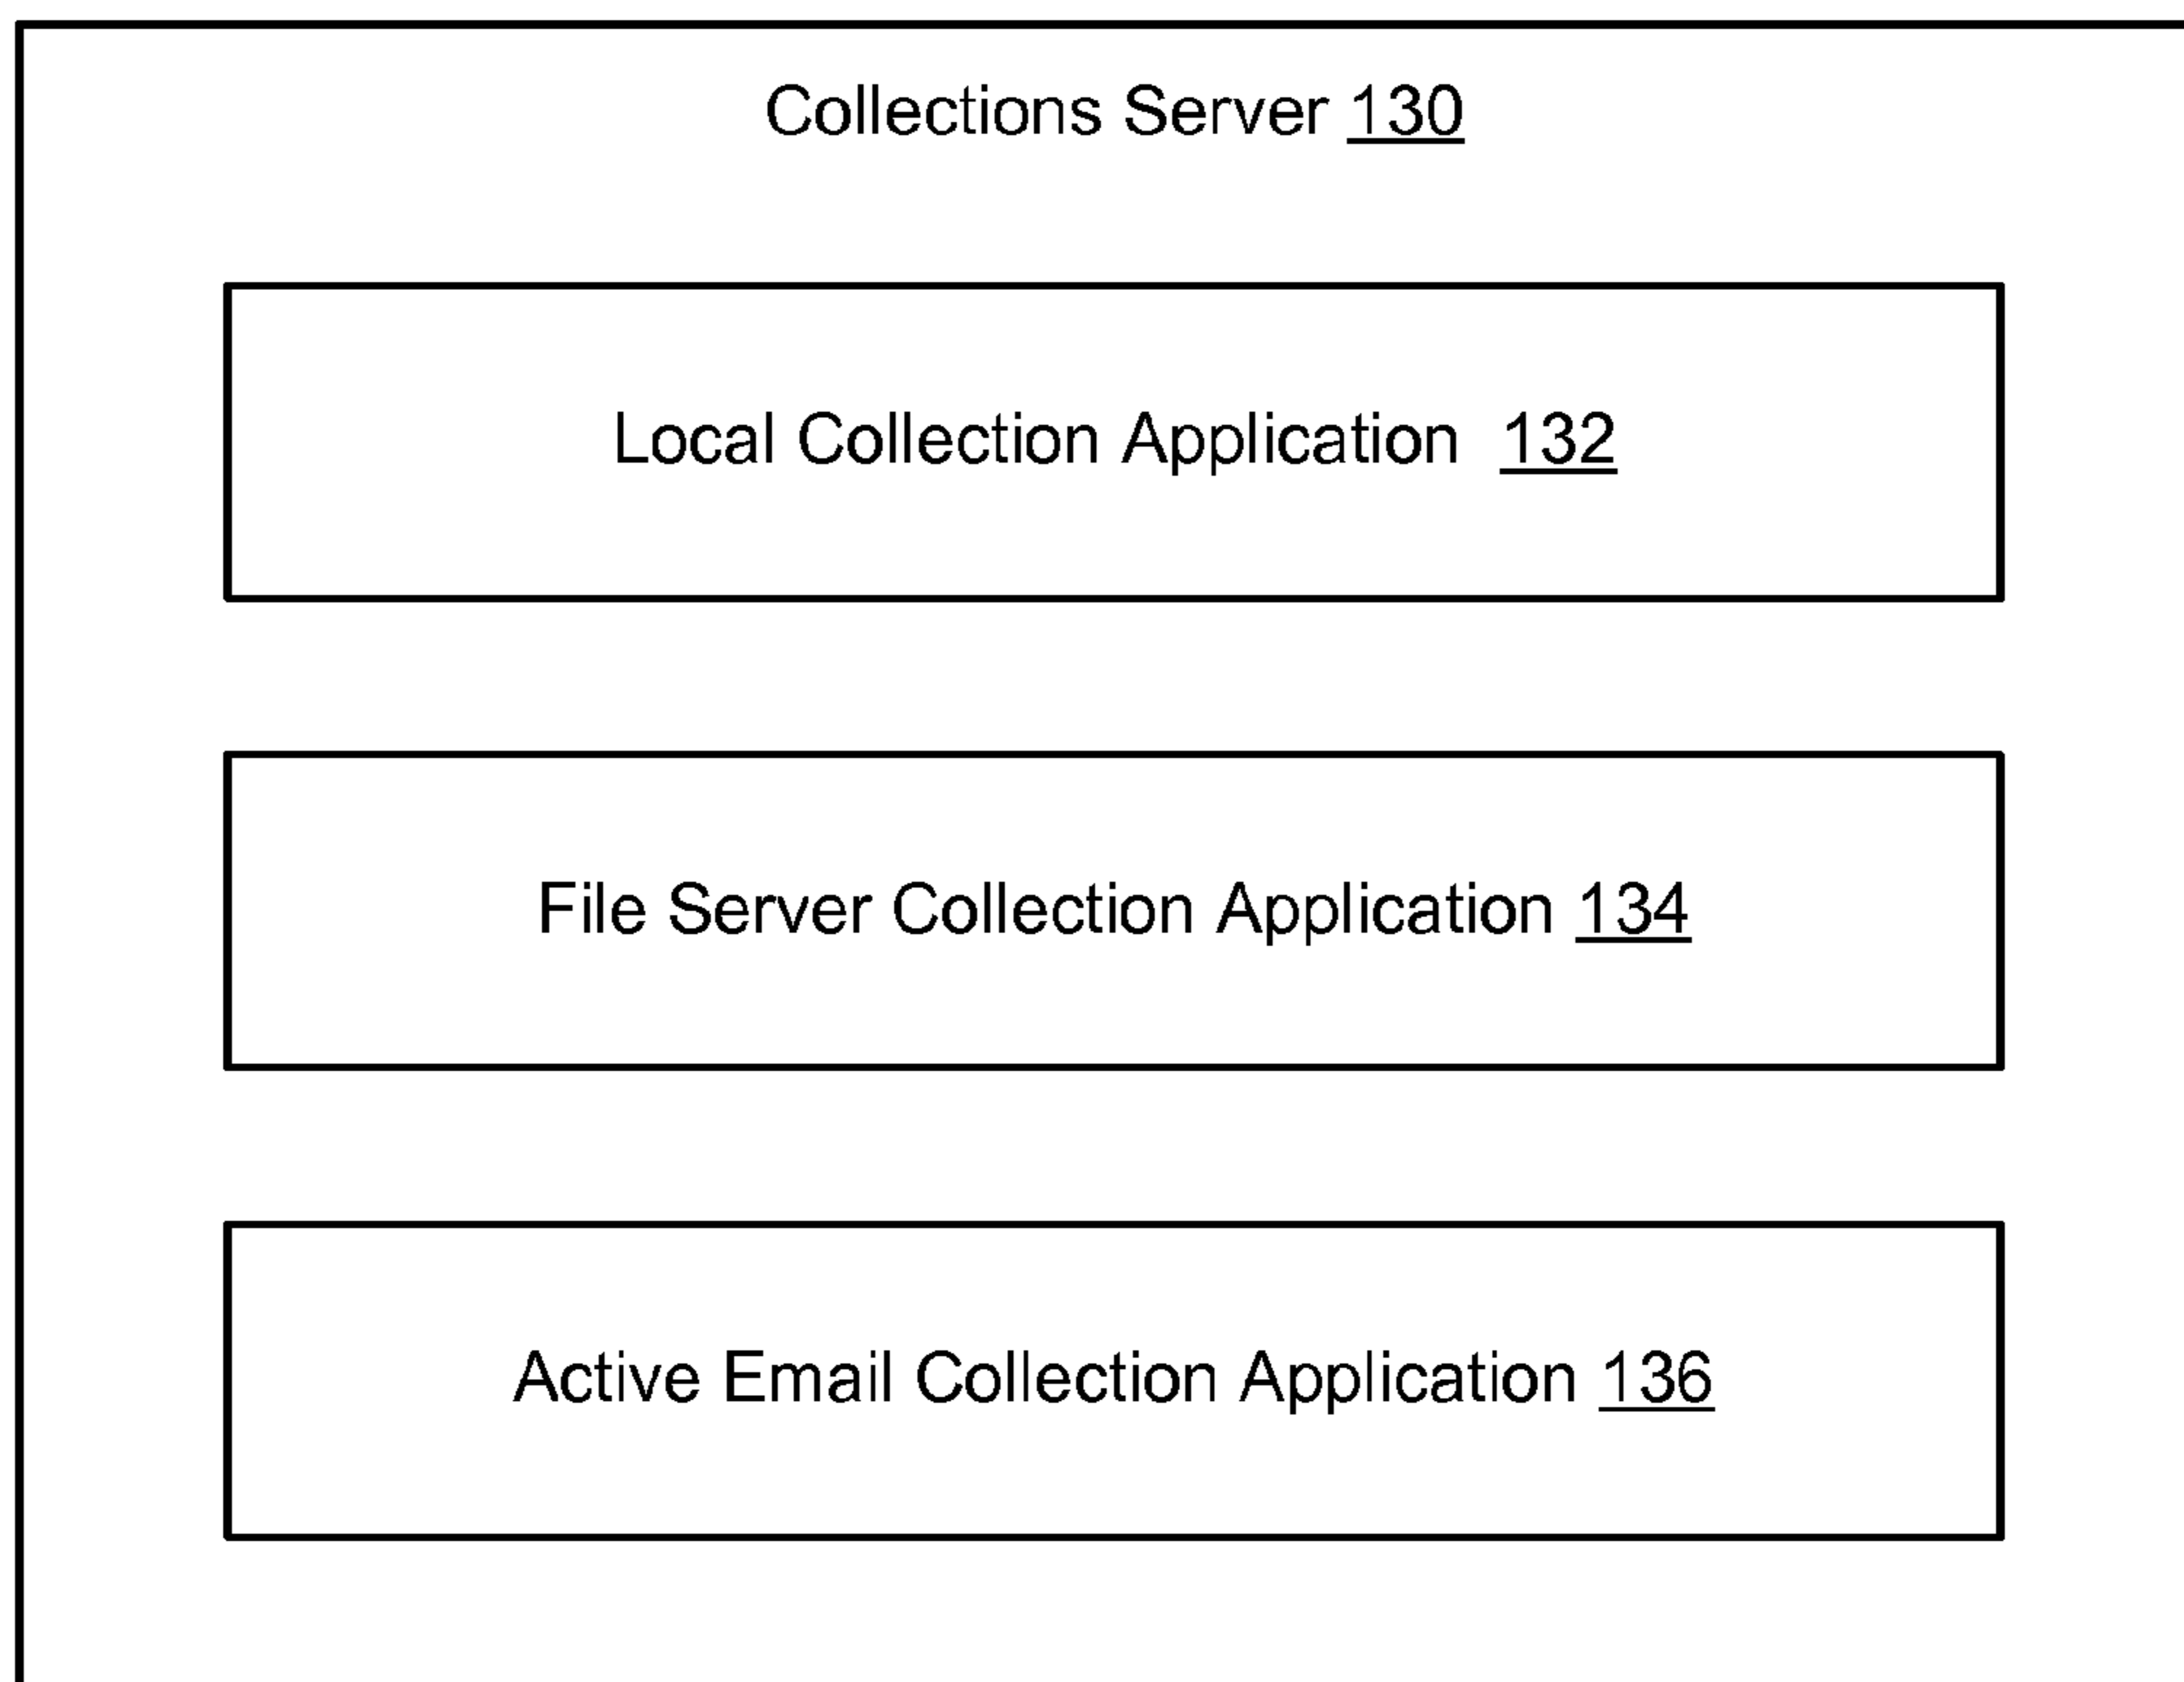 Collections Server 130
Local Collection Application 132
File Server Collection Application 134
Active Email Collection Application 136